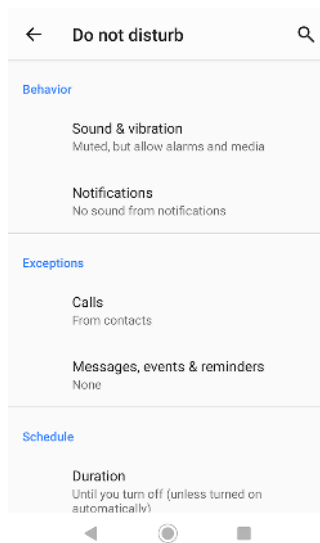 Do not disturb
Behavior
Sound & vibration
Muted, but allow alarms and media
Notifications
No sound from notifications
Exceptions
Calls
From contacts
Messages, events & reminders
None
Schedule
Duration
Until you turn off (unless turned on
automatically)